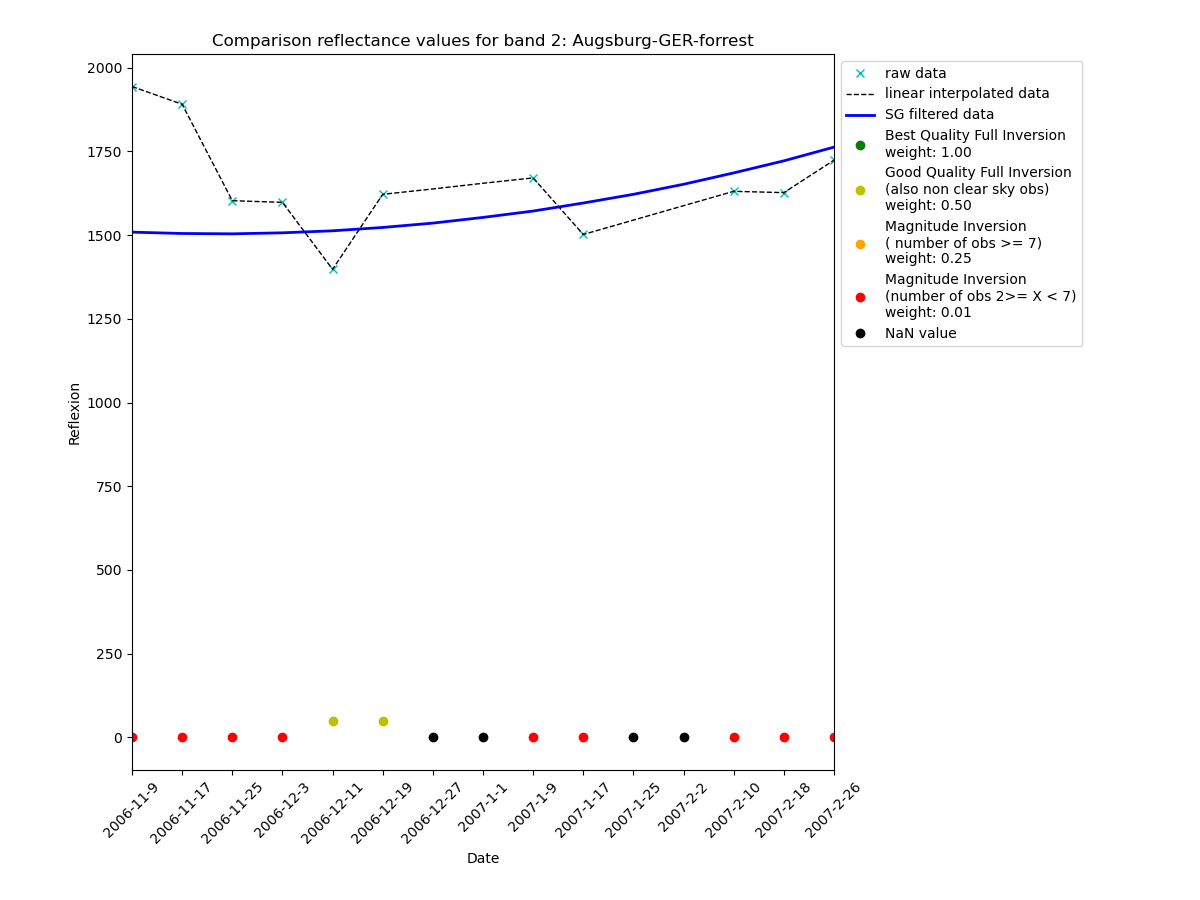 Comparison reflectance values for band 2: Augsburg-GER-forrest
2000
1750
1500
1250
1000
750
500
250
0
Reflexion
2006-11-9
2006-11-17
2006-11-25
2006-12-3
2006-12-11
2006-12-19
2006-12-27
2007-1-1
2007-1-9
2007-1-17
2007-1-25
2007-2-2
2007-2-10
2007-2-18
2007-2-26
Date
raw data
linear interpolated data
SG filtered data
Best Quality Full Inversion
weight: 1.00
Good Quality Full Inversion
(also non clear sky obs)
weight: 0.50
Magnitude Inversion
( number of obs >= 7)
weight: 0.25
Magnitude Inversion
(number of obs 2>= X < 7)
weight: 0.01
NaN value